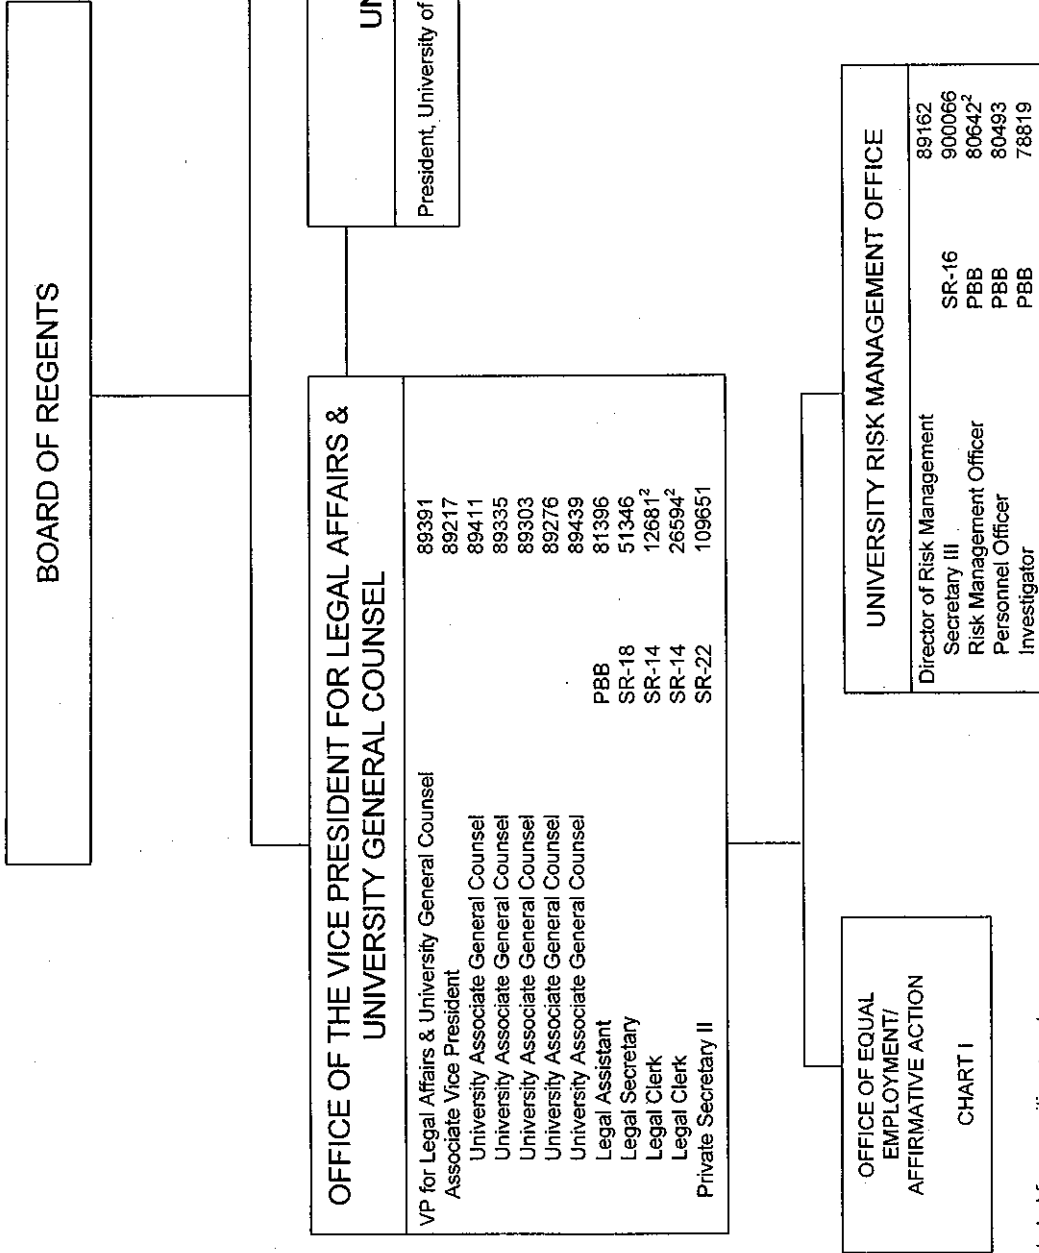 BOARD OF REGENTS
UN
President, University of
OFFICE OF THE VICE PRESIDENT FOR LEGAL AFFAIRS &
UNIVERSITY GENERAL COUNSEL
VP for Legal Affairs & University General Counsel 89391
Associate Vice President 89217
University Associate General Counsel 89411
University Associate General Counsel 89335
University Associate General Counsel 89303
University Associate General Counsel 89276
University Associate General Counsel 89439
Legal Assistant PBB 81396
Legal Secretary SR-18 51346
Legal Clerk SR-14 12681²
Legal Clerk SR-14 26594²
Private Secretary II SR-22 109651
OFFICE OF EQUAL
EMPLOYMENT/
AFFIRMATIVE ACTION
CHART I
UNIVERSITY RISK MANAGEMENT OFFICE
Director of Risk Management 89162
Secretary III SR-16 900066
Risk Management Officer PBB 80642²
Personnel Officer PBB 80493
Investigator PBB 78819